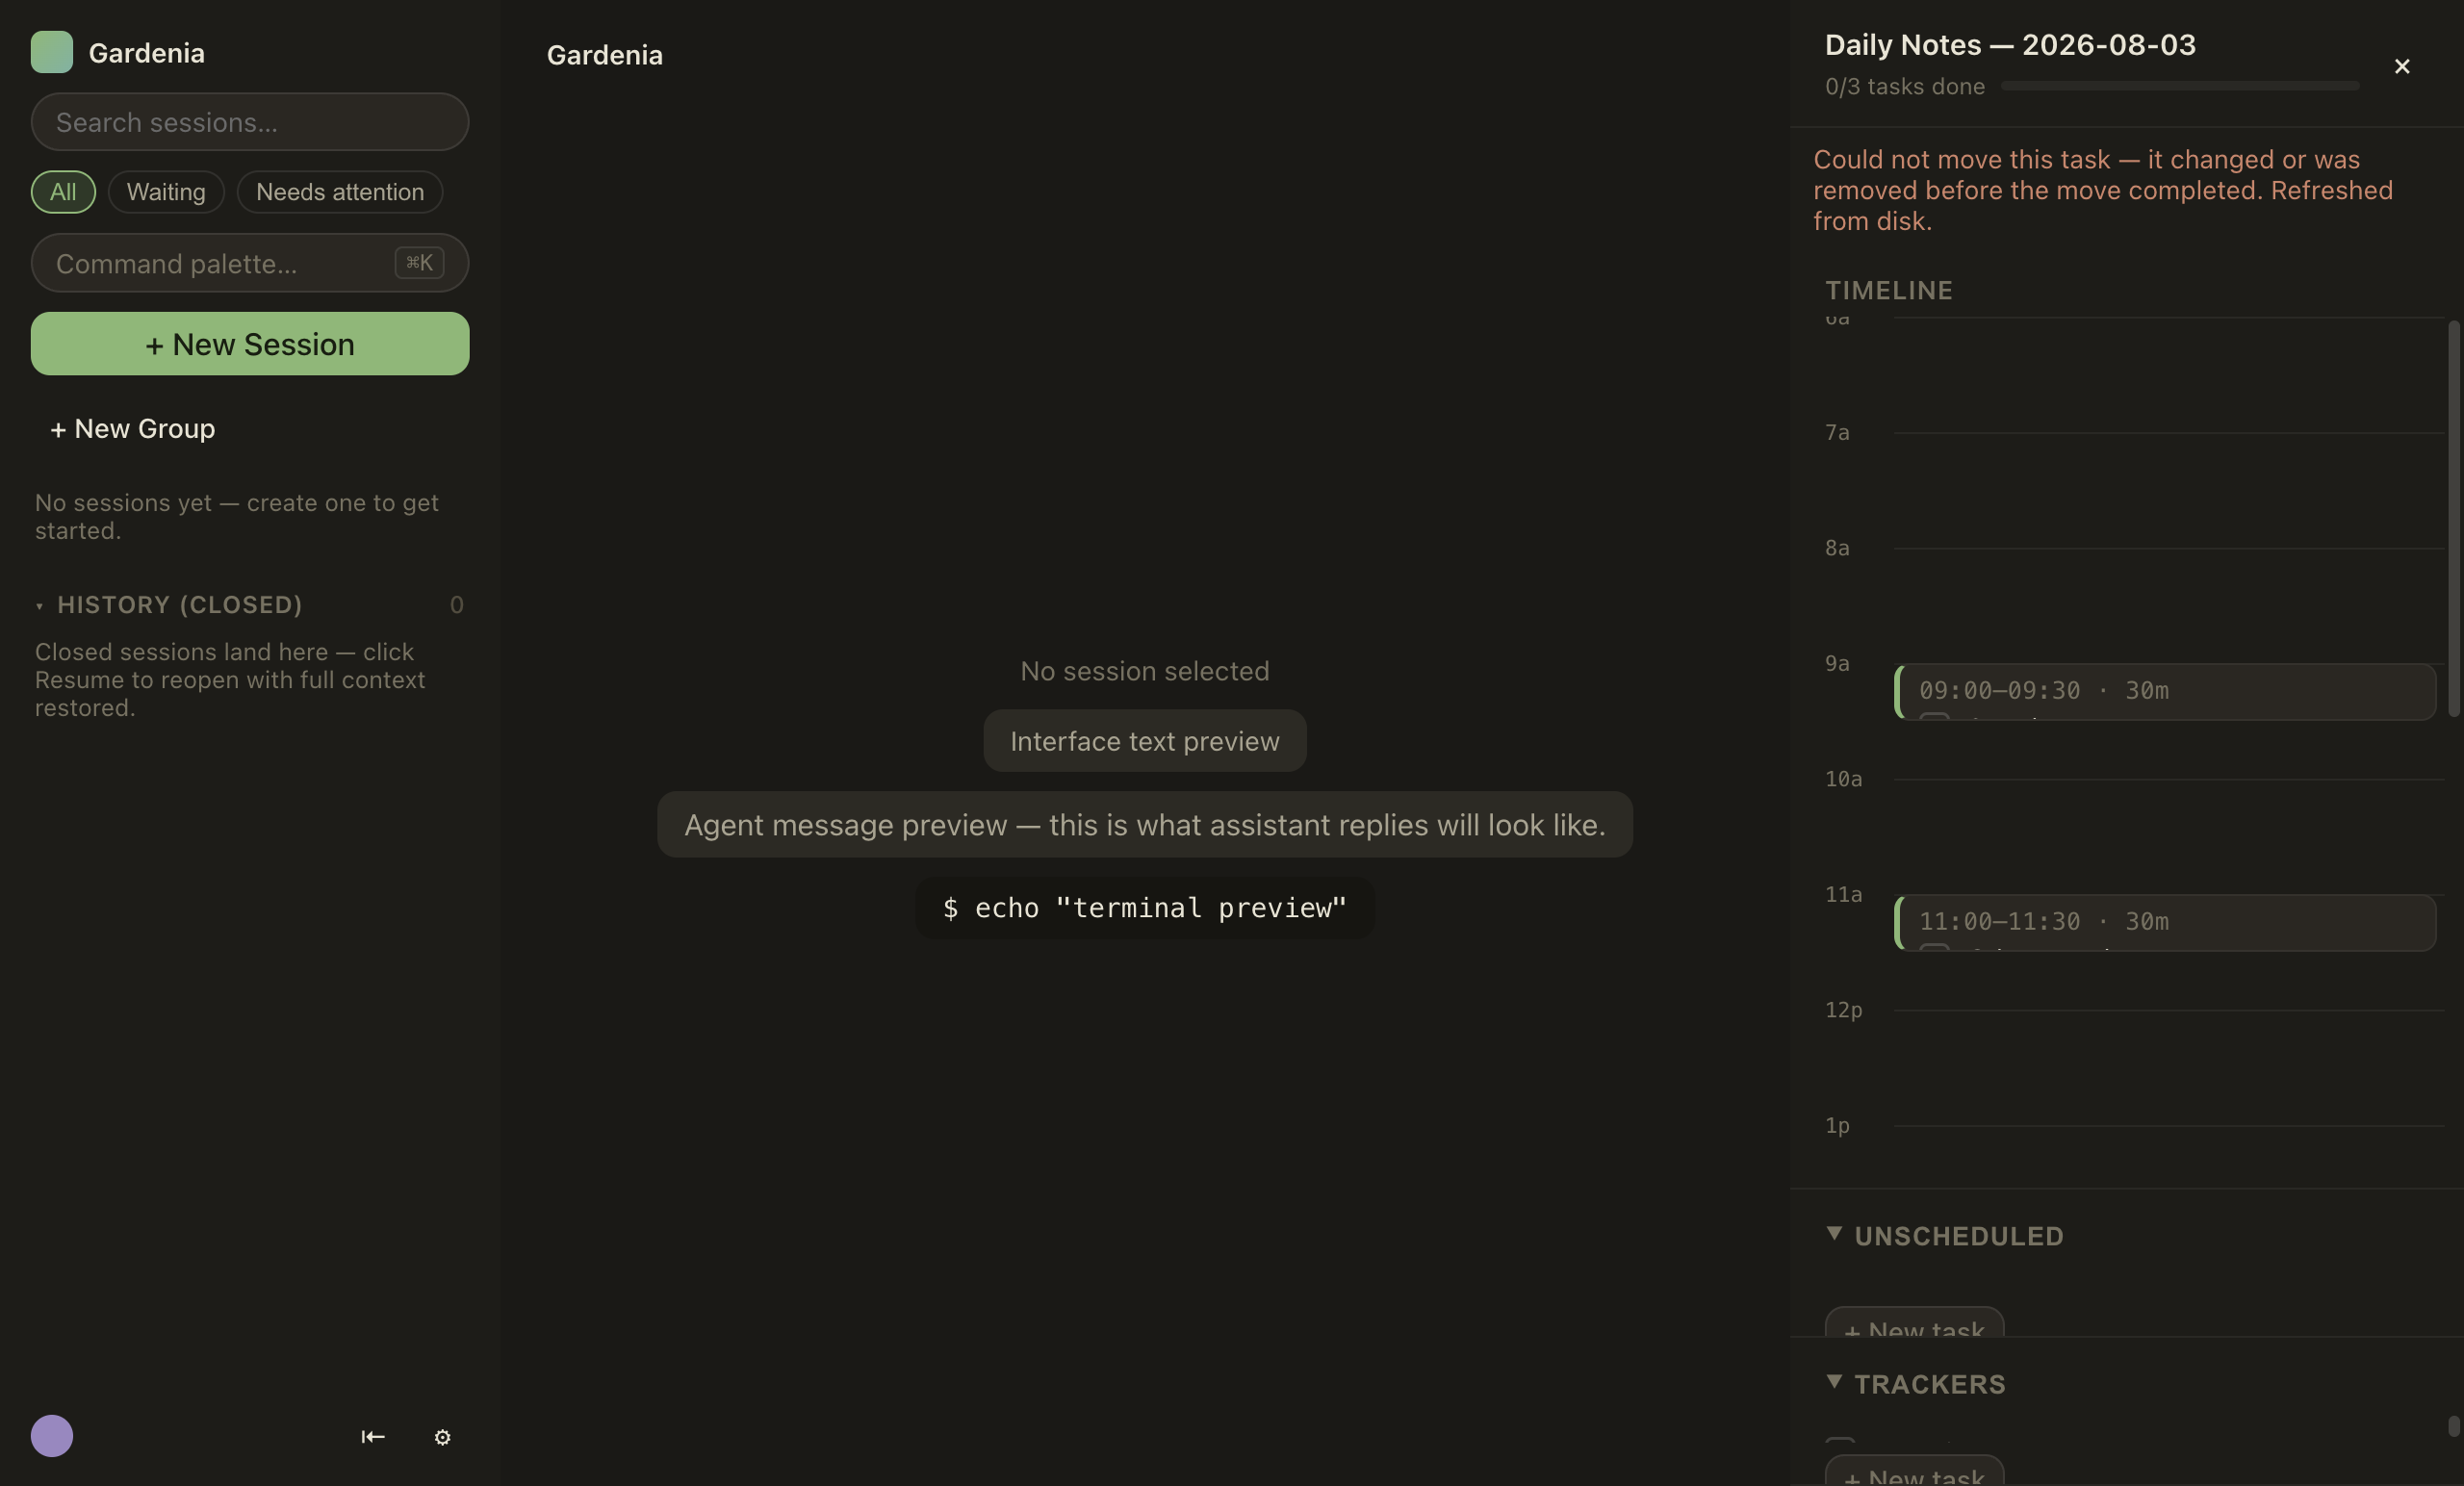 Gardenia
Search sessions...
All
Waiting
Needs attention
Command palette...
⌘K
+ New Session
+ New Group
No sessions yet — create one to get
started.
▾ HISTORY (CLOSED) 0
Closed sessions land here — click
Resume to reopen with full context
restored.
Gardenia
No session selected
Interface text preview
Agent message preview — this is what assistant replies will look like.
$ echo "terminal preview"
Daily Notes — 2026-08-03
0/3 tasks done
×
Could not move this task — it changed or was
removed before the move completed. Refreshed
from disk.
TIMELINE
6a
7a
8a
9a
09:00–09:30 · 30m
10a
11a
11:00–11:30 · 30m
12p
1p
▼ UNSCHEDULED
+ New task
▼ TRACKERS
+ New task